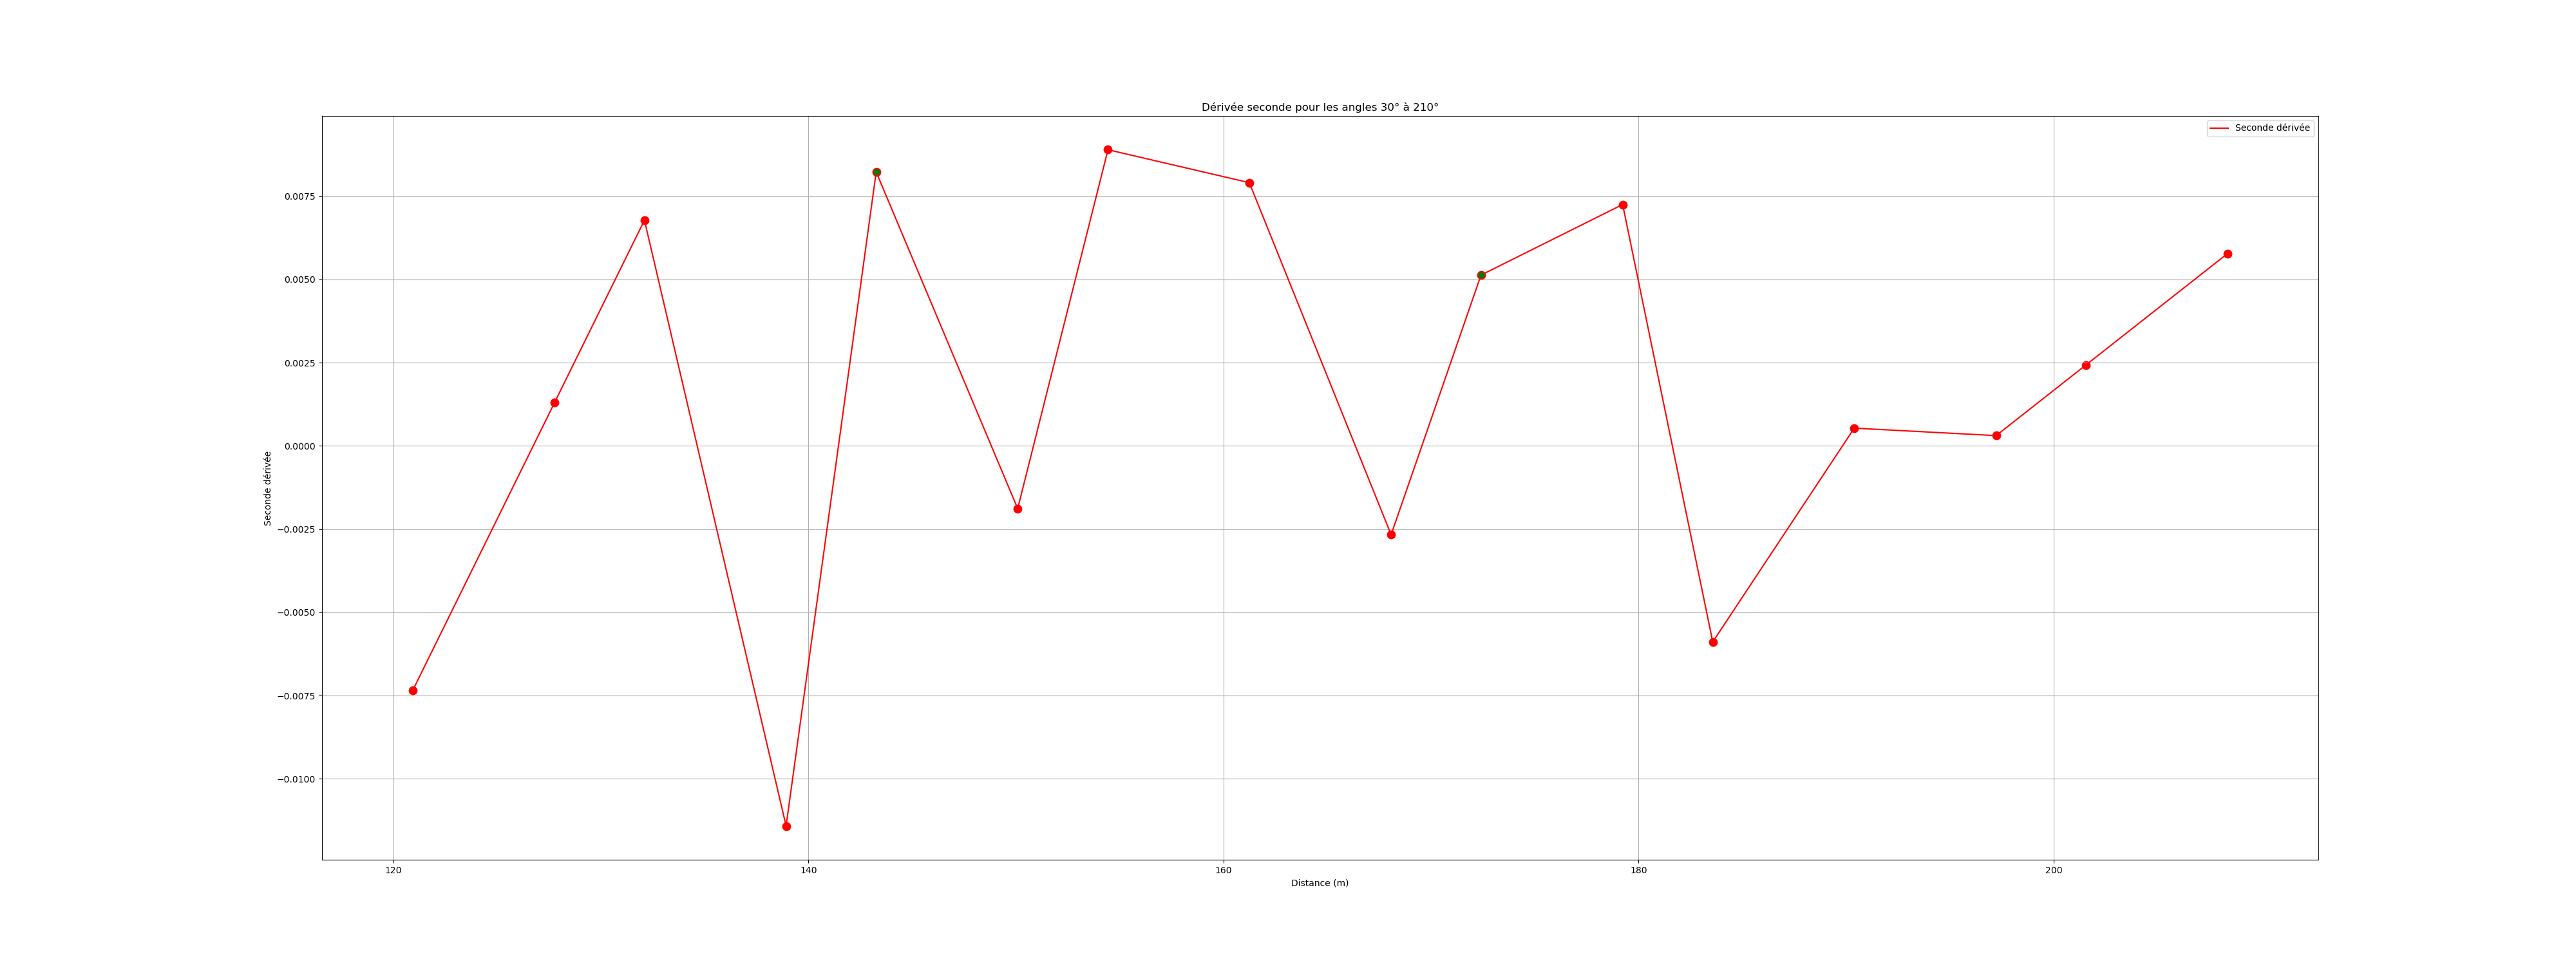 Dérivée seconde pour les angles 30° à 210°
Seconde dérivée
0.0075
0.0050
0.0025
0.0000
−0.0025
−0.0050
−0.0075
−0.0100
Seconde dérivée
120 140 160 180 200
Distance (m)